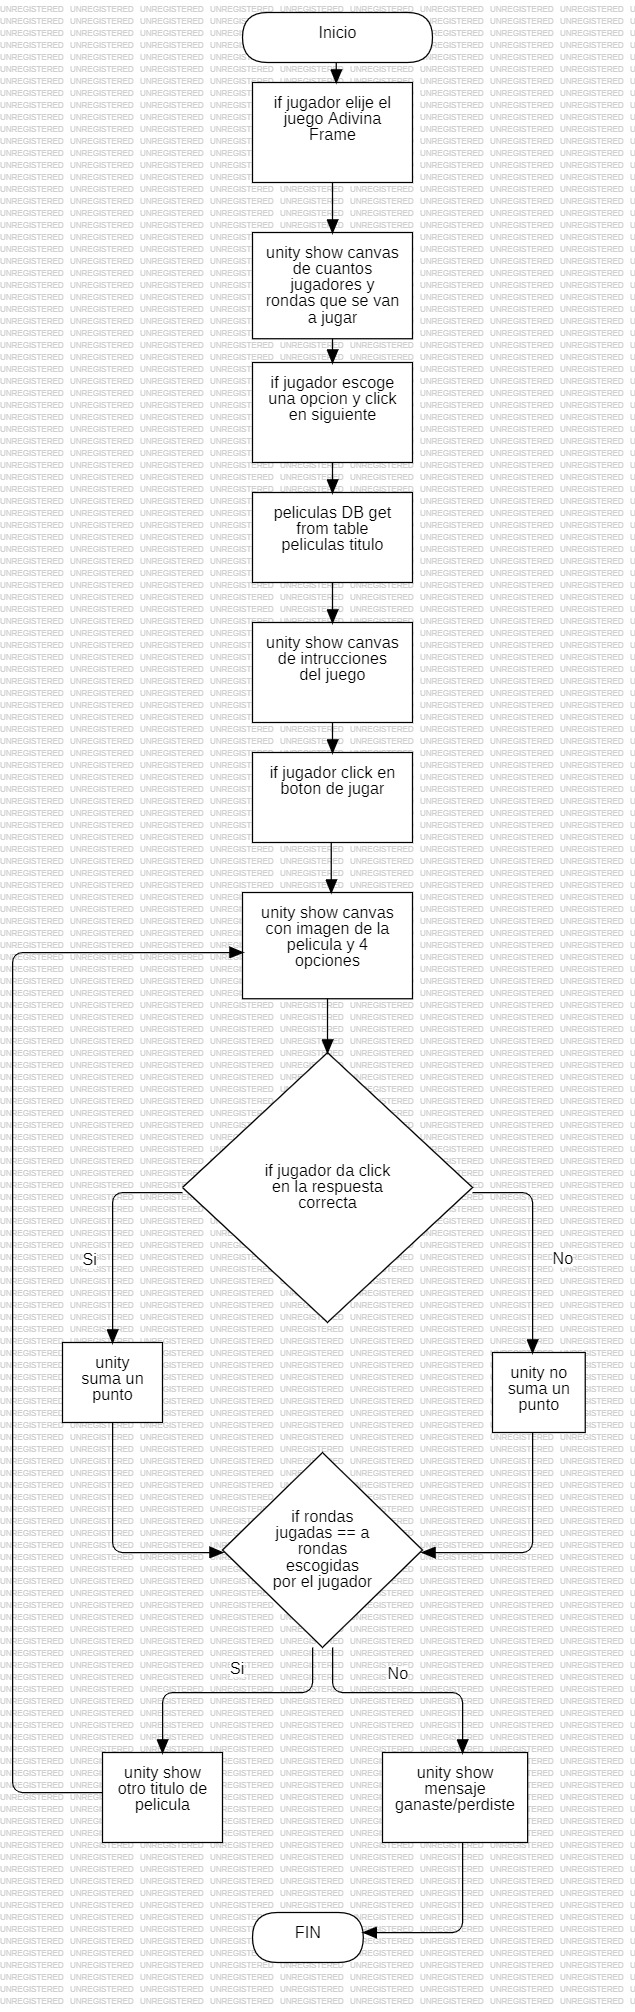 Inicio
if jugador elije el
juego Adivina
Frame
unity show canvas
de cuantos
jugadores y
rondas que se van
a jugar
if jugador escoge
una opcion y click
en siguiente
peliculas DB get
from table
peliculas titulo
unity show canvas
de intrucciones
del juego
if jugador click en
boton de jugar
unity show canvas
con imagen de la
pelicula y 4
opciones
if jugador da click
en la respuesta
correcta
Si
No
unity
suma un
punto
unity no
suma un
punto
if rondas
jugadas == a
rondas
escogidas
por el jugador
Si
No
unity show
otro titulo de
pelicula
unity show
mensaje
ganaste/perdiste
FIN